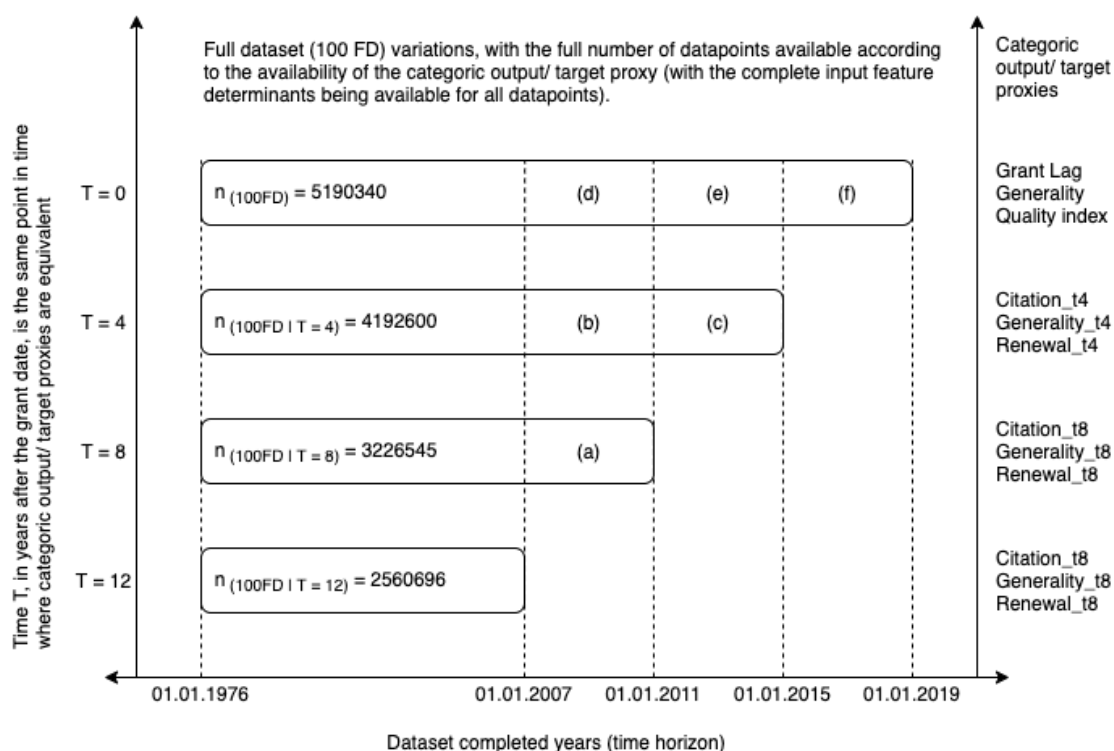 Full dataset (100 FD) variations, with the full number of datapoints available according
to the availability of the categoric output/ target proxy (with the complete input feature
determinants being available for all datapoints).
Categoric
output/ target
proxies
Time T, in years after the grant date, is the same point in time
where categoric output/ target proxies are equivalent
T = 0
n (100FD) = 5190340
(d)
(e)
(f)
Grant Lag
Generality
Quality index
T = 4
n (100FD | T = 4) = 4192600
(b)
(c)
Citation_t4
Generality_t4
Renewal_t4
T = 8
n (100FD | T = 8) = 3226545
(a)
Citation_t8
Generality_t8
Renewal_t8
T = 12
n (100FD | T = 12) = 2560696
Citation_t8
Generality_t8
Renewal_t8
01.01.1976
01.01.2007
01.01.2011
01.01.2015
01.01.2019
Dataset completed years (time horizon)